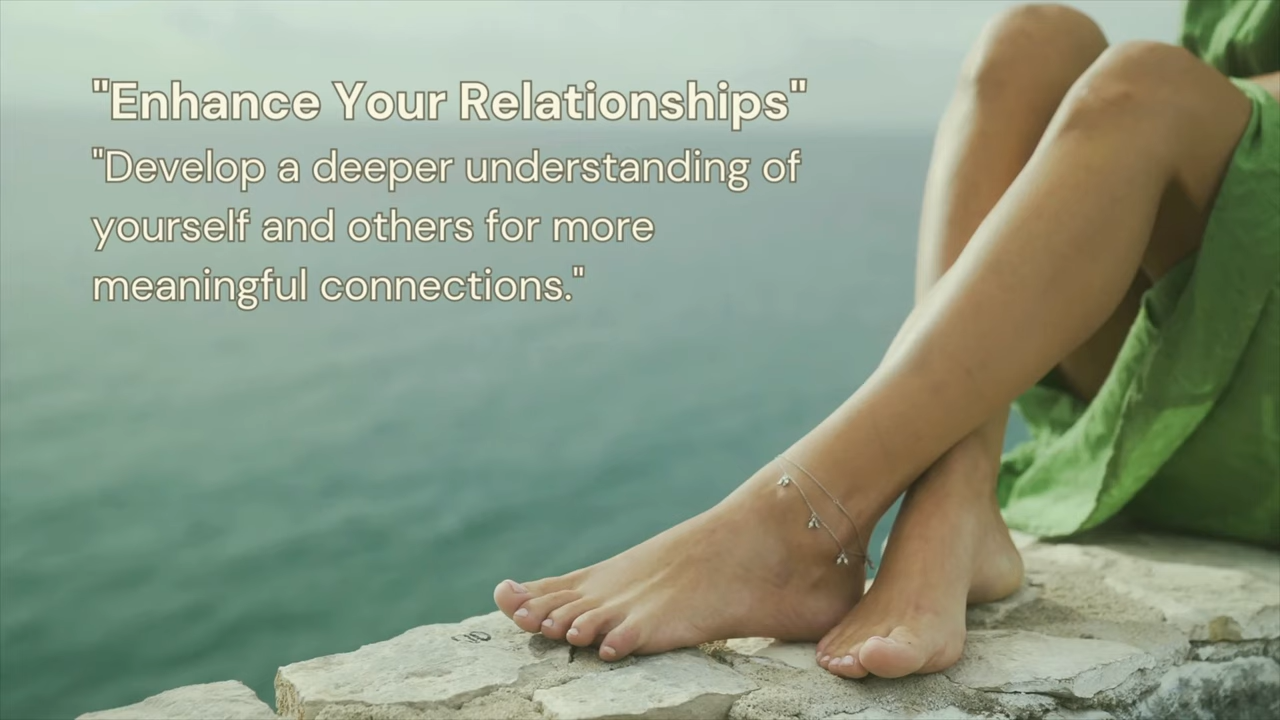 "Enhance Your Relationships"
"Develop a deeper understanding of
yourself and others for more
meaningful connections."